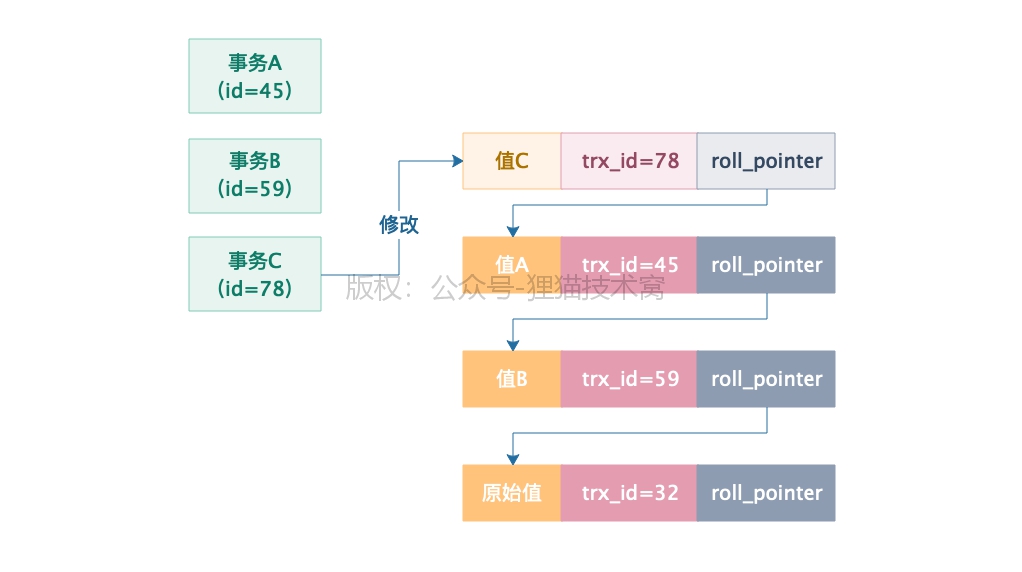 事务A
(id=45)
事务B
(id=59)
事务C
(id=78)
修改
值C trx_id=78 roll_pointer
值A trx_id=45 roll_pointer
版权：公众号-狸猫技术窝
值B trx_id=59 roll_pointer
原始值 trx_id=32 roll_pointer